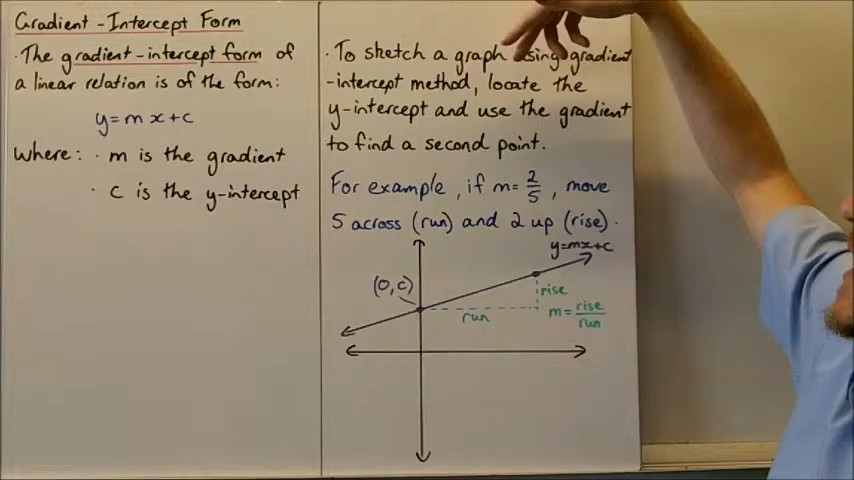 Gradient-Intercept Form
· The gradient-intercept form of
a linear relation is of the form:
y=mx+c
Where: · m is the gradient
· c is the y-intercept
· To sketch a graph using gradient
-intercept method, locate the
y-intercept and use the gradient
to find a second point.
For example, if m=2/5, move
5 across (run) and 2 up (rise).
y=mx+c
(0,c)
rise
run
m=rise/run